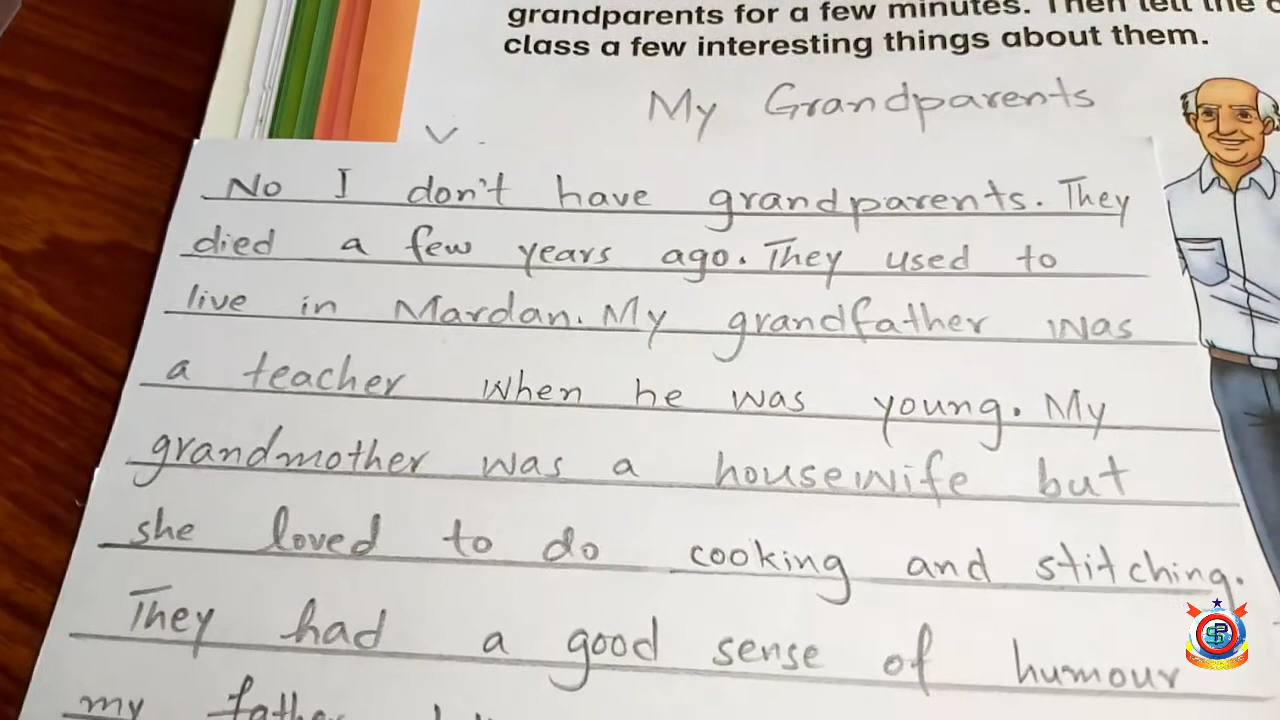 grandparents for a few minutes. Then tell the
class a few interesting things about them.
My Grandparents
No I don't have grandparents. They
died a few years ago. They used to
live in Mardan. My grandfather was
a teacher when he was young. My
grandmother was a housewife but
she loved to do cooking and stitching.
They had a good sense of humour
my father